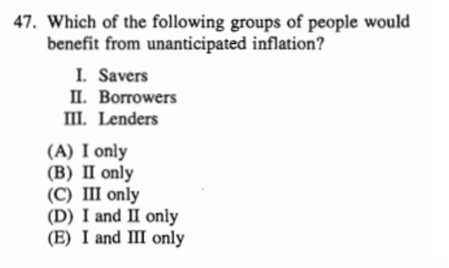 47. Which of the following groups of people would
benefit from unanticipated inflation?
I. Savers
II. Borrowers
III. Lenders
(A) I only
(B) II only
(C) III only
(D) I and II only
(E) I and III only